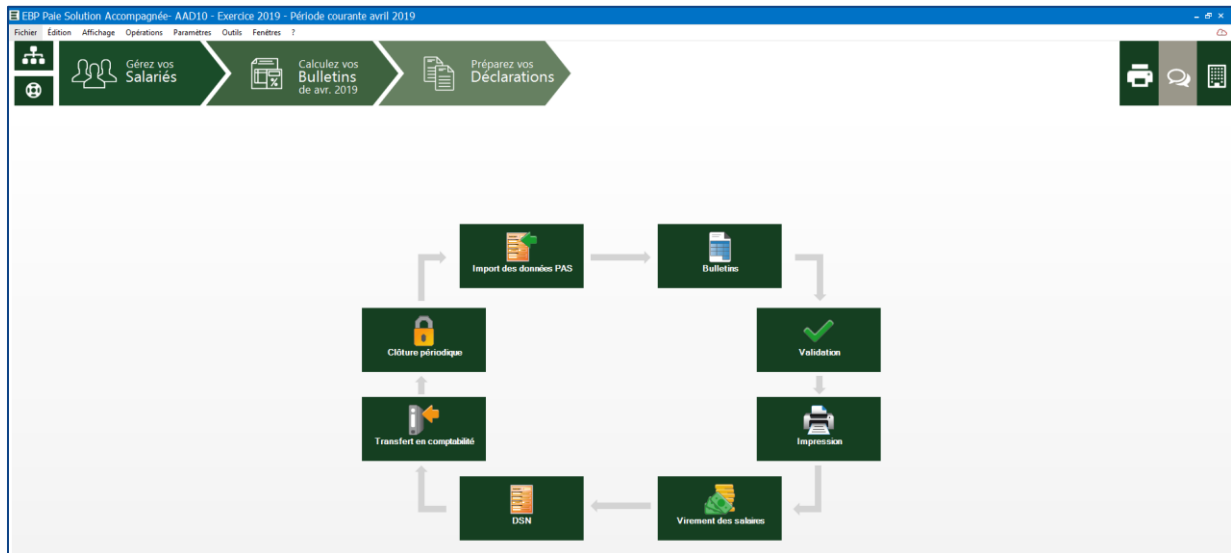 EBP Paie Solution Accompagnée- AAD10 - Exercice 2019 - Période courante avril 2019
Fichier Édition Affichage Opérations Paramètres Outils Fenêtres ?
Gérez vos
Salariés
Calculez vos
Bulletins
de avr. 2019
Préparez vos
Déclarations
Import des données PAS
Bulletins
Clôture périodique
Validation
Transfert en comptabilité
Impression
DSN
Virement des salaires